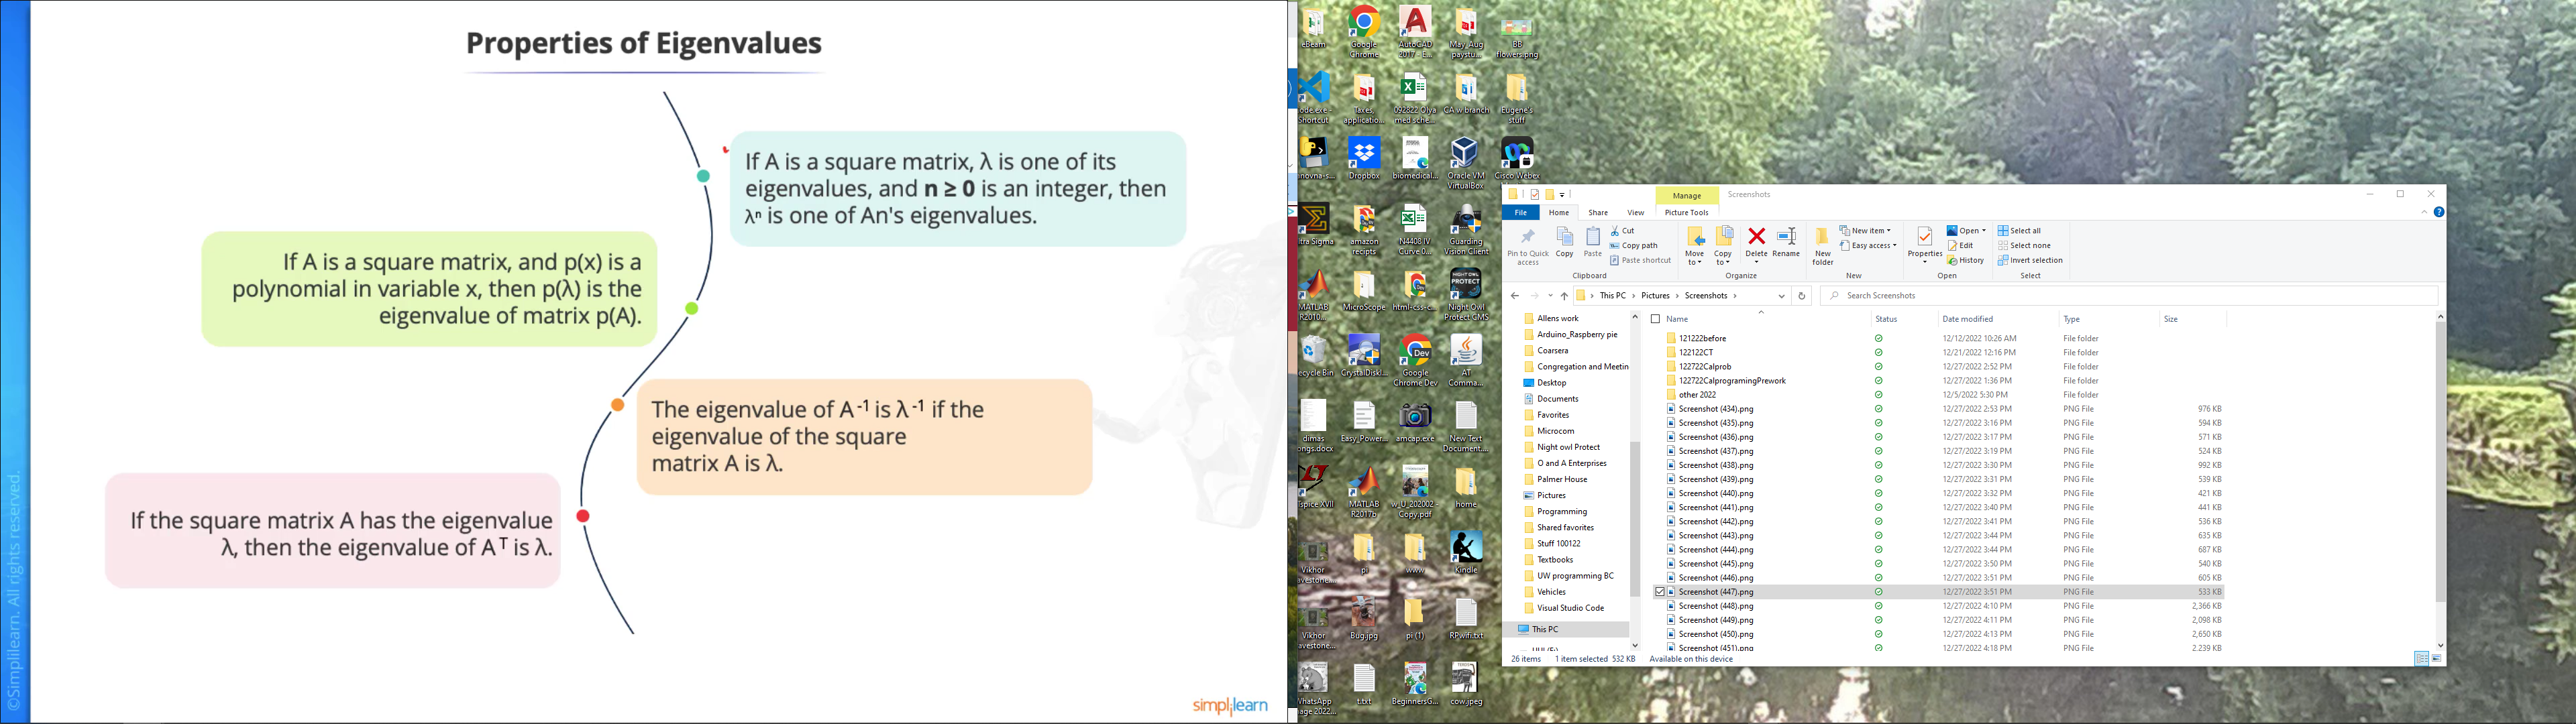 Properties of Eigenvalues
If A is a square matrix, λ is one of its
eigenvalues, and n ≥ 0 is an integer, then
λⁿ is one of An's eigenvalues.
If A is a square matrix, and p(x) is a
polynomial in variable x, then p(λ) is the
eigenvalue of matrix p(A).
The eigenvalue of A⁻¹ is λ⁻¹ if the
eigenvalue of the square
matrix A is λ.
If the square matrix A has the eigenvalue
λ, then the eigenvalue of Aᵀ is λ.
©Simplilearn. All rights reserved.
simplilearn
eBeam
Google
Chrome
AutoCAD
2017 - E...
May_Aug
paystu...
BB
flowers.png
Shortcut
Taxes,
applicatio...
092822 Olya
med sche...
CA w branch
Eugene's
stuff
Dropbox
biomedical...
Oracle VM
VirtualBox
Cisco Webex
amazon
recipts
N4408 IV
Curve 0...
Guarding
Vision Client
MATLAB
R2010...
MicroScope
html-css-c...
NIGHT OWL
PROTECT
Night Owl
Protect CMS
CrystalDiskI...
Dev
Google
Chrome Dev
AT
Comma...
dimas
Easy_Power...
amcap.exe
New Text
Document...
MATLAB
R2017b
Copy.pdf
home
Vikhor
pi
www
Kindle
Vikhor
Bug.jpg
pi (1)
RPwifi.txt
t.txt
BeginnersG...
cow.jpeg
Manage
Screenshots
File
Home
Share
View
Picture Tools
Pin to Quick
access
Copy
Paste
Cut
Copy path
Paste shortcut
Clipboard
Move
to
Copy
to
Delete
Rename
Organize
New
folder
New item
Easy access
New
Properties
Open
Edit
History
Open
Select all
Select none
Invert selection
Select
This PC
Pictures
Screenshots
Search Screenshots
Allens work
Arduino_Raspberry pie
Coarsera
Congregation and Meetin
Desktop
Documents
Favorites
Microcom
Night owl Protect
O and A Enterprises
Palmer House
Pictures
Programming
Shared favorites
Stuff 100122
Textbooks
UW programming BC
Vehicles
Visual Studio Code
This PC
Name Status Date modified Type Size
121222before 12/12/2022 10:26 AM File folder
122122CT 12/21/2022 12:16 PM File folder
122722Calprob 12/27/2022 2:52 PM File folder
122722CalprogramingPrework 12/27/2022 1:36 PM File folder
other 2022 12/5/2022 5:30 PM File folder
Screenshot (434).png 12/27/2022 2:53 PM PNG File 976 KB
Screenshot (435).png 12/27/2022 3:16 PM PNG File 594 KB
Screenshot (436).png 12/27/2022 3:17 PM PNG File 571 KB
Screenshot (437).png 12/27/2022 3:19 PM PNG File 524 KB
Screenshot (438).png 12/27/2022 3:30 PM PNG File 992 KB
Screenshot (439).png 12/27/2022 3:31 PM PNG File 539 KB
Screenshot (440).png 12/27/2022 3:32 PM PNG File 421 KB
Screenshot (441).png 12/27/2022 3:40 PM PNG File 441 KB
Screenshot (442).png 12/27/2022 3:41 PM PNG File 536 KB
Screenshot (443).png 12/27/2022 3:44 PM PNG File 635 KB
Screenshot (444).png 12/27/2022 3:44 PM PNG File 687 KB
Screenshot (445).png 12/27/2022 3:50 PM PNG File 540 KB
Screenshot (446).png 12/27/2022 3:51 PM PNG File 605 KB
Screenshot (447).png 12/27/2022 3:51 PM PNG File 533 KB
Screenshot (448).png 12/27/2022 4:10 PM PNG File 2,366 KB
Screenshot (449).png 12/27/2022 4:11 PM PNG File 2,098 KB
Screenshot (450).png 12/27/2022 4:13 PM PNG File 2,650 KB
Screenshot (451).png 12/27/2022 4:18 PM PNG File 2,239 KB
26 items 1 item selected 532 KB Available on this device